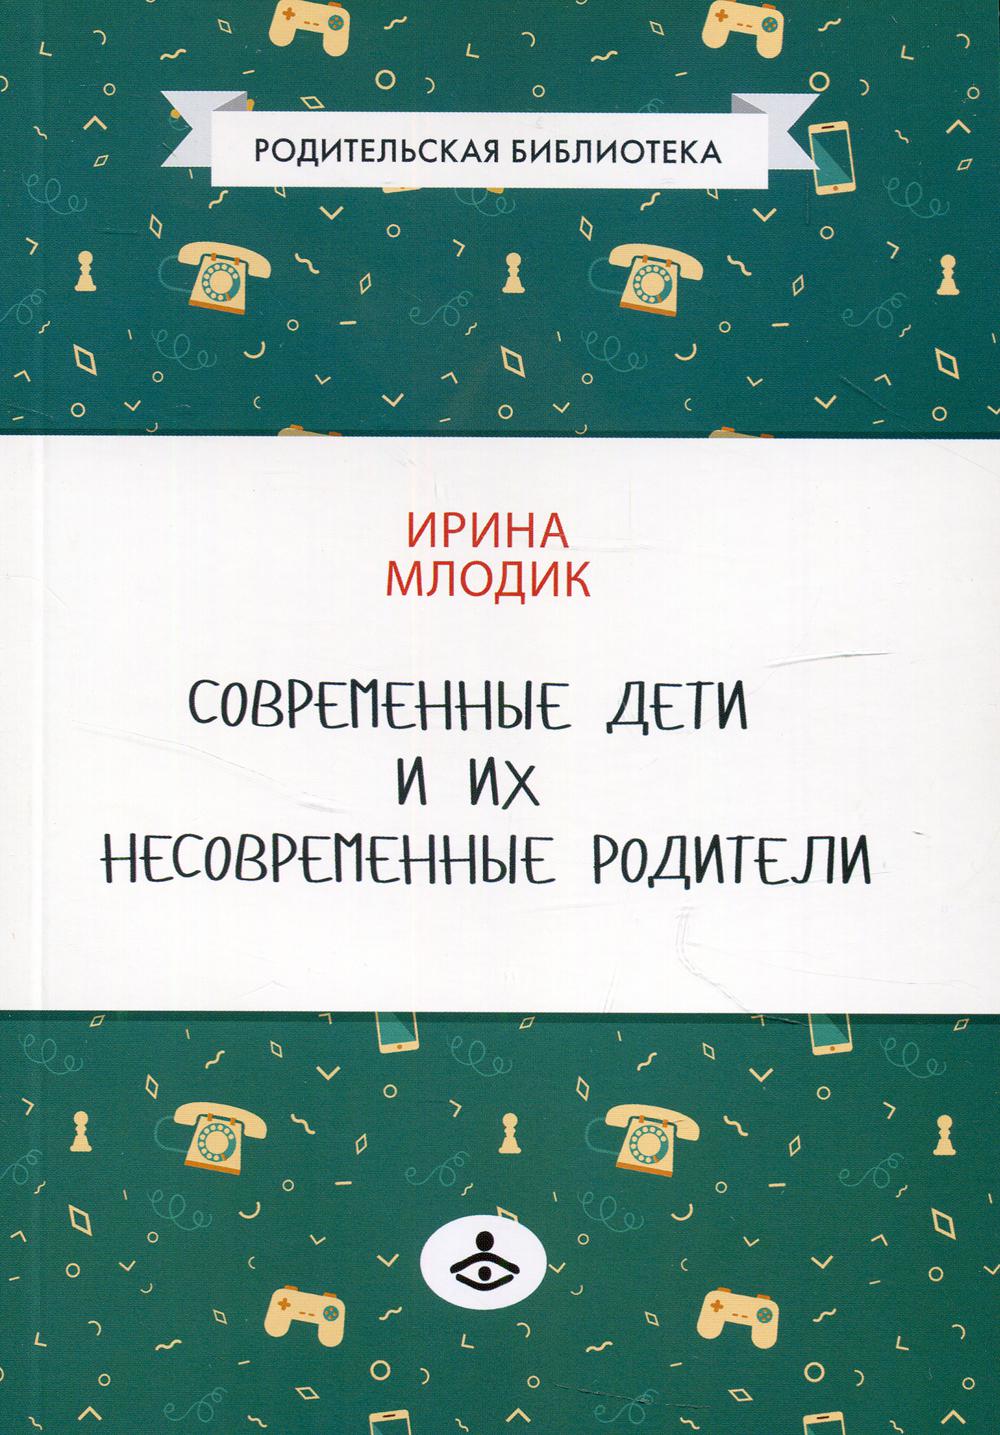 РОДИТЕЛЬСКАЯ БИБЛИОТЕКА
ИРИНА
МЛОДИК
СОВРЕМЕННЫЕ ДЕТИ
И ИХ
НЕСОВРЕМЕННЫЕ РОДИТЕЛИ